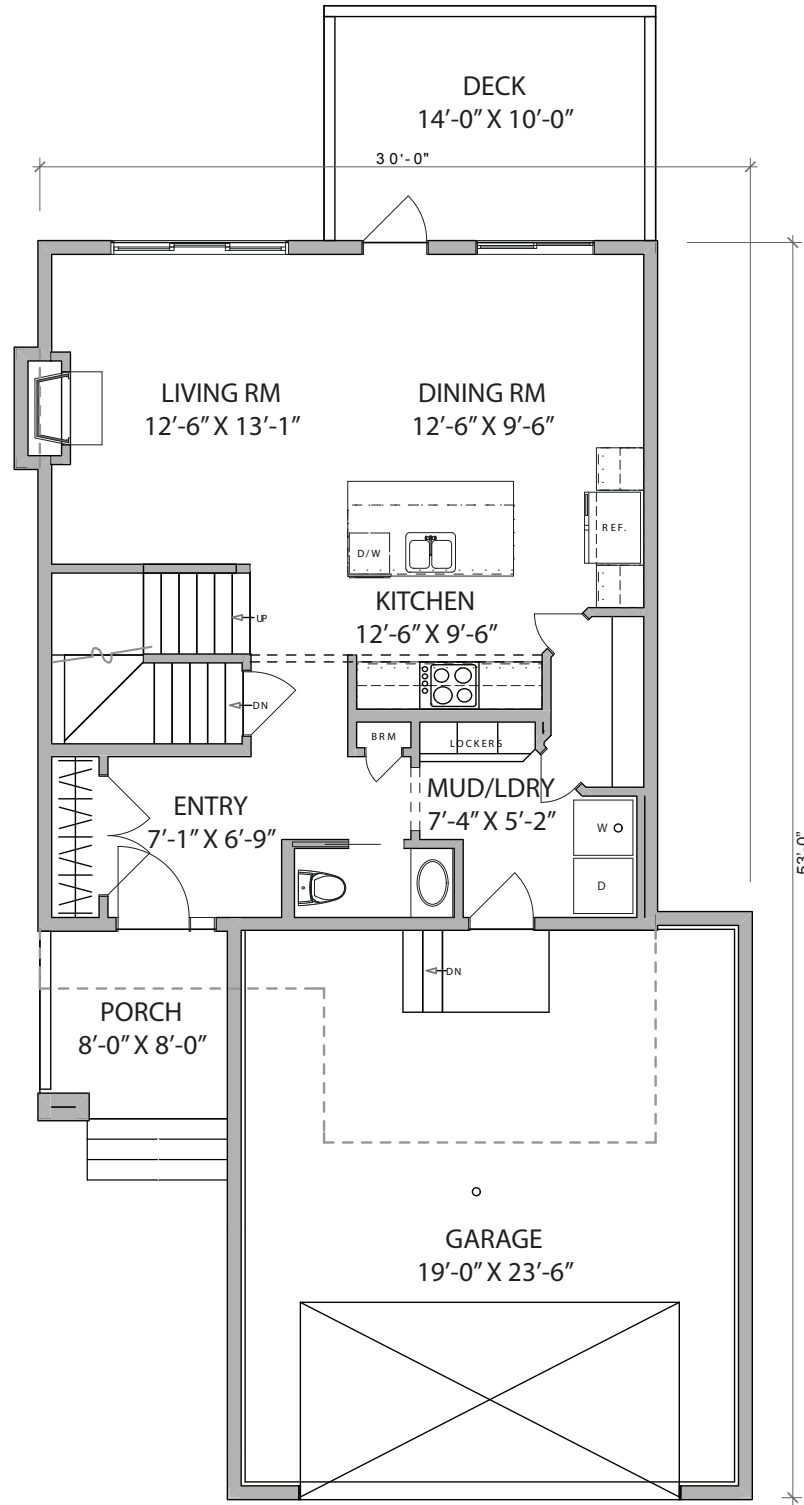 DECK
14’-0” X 10’-0”
30'-0"
LIVING RM
12’-6” X 13’-1”
DINING RM
12’-6” X 9’-6”
REF.
D/W
KITCHEN
12’-6” X 9’-6”
UP
DN
BRM
LOCKERS
ENTRY
7’-1” X 6’-9”
MUD/LDRY
7’-4” X 5’-2”
W
D
53'-0"
DN
PORCH
8’-0” X 8’-0”
GARAGE
19’-0” X 23’-6”